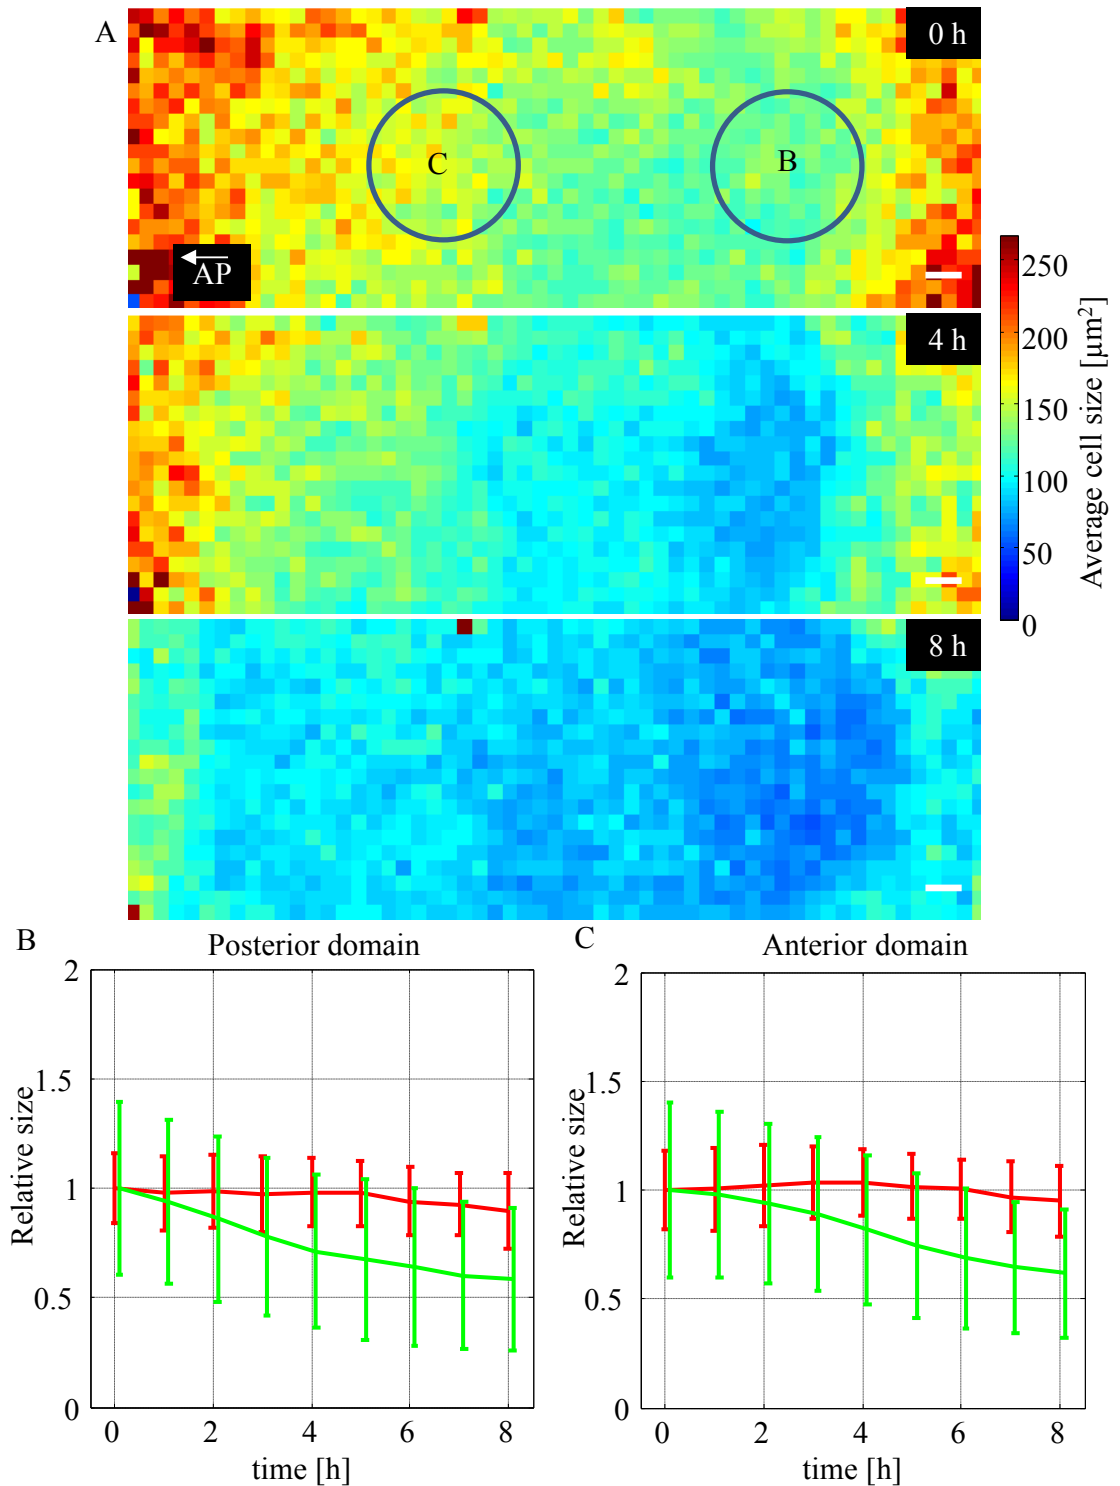 A
0 h
C
B
AP
4 h
8 h
250
200
150
100
50
0
Average cell size [µm²]
B
Posterior domain
2
1.5
1
0.5
0
Relative size
0 2 4 6 8
time [h]
C
Anterior domain
2
1.5
1
0.5
0
Relative size
0 2 4 6 8
time [h]